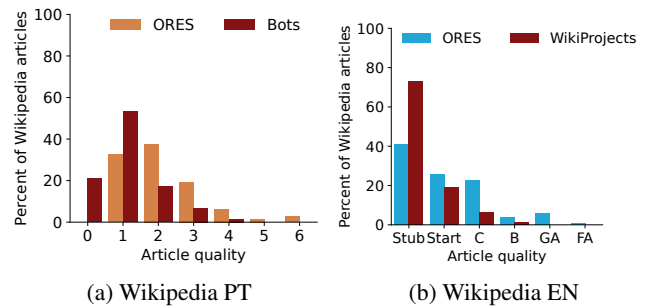 ORES Bots
Percent of Wikipedia articles
100
80
60
40
20
0
0 1 2 3 4 5 6
Article quality
(a) Wikipedia PT
ORES WikiProjects
Percent of Wikipedia articles
100
80
60
40
20
0
Stub Start C B GA FA
Article quality
(b) Wikipedia EN